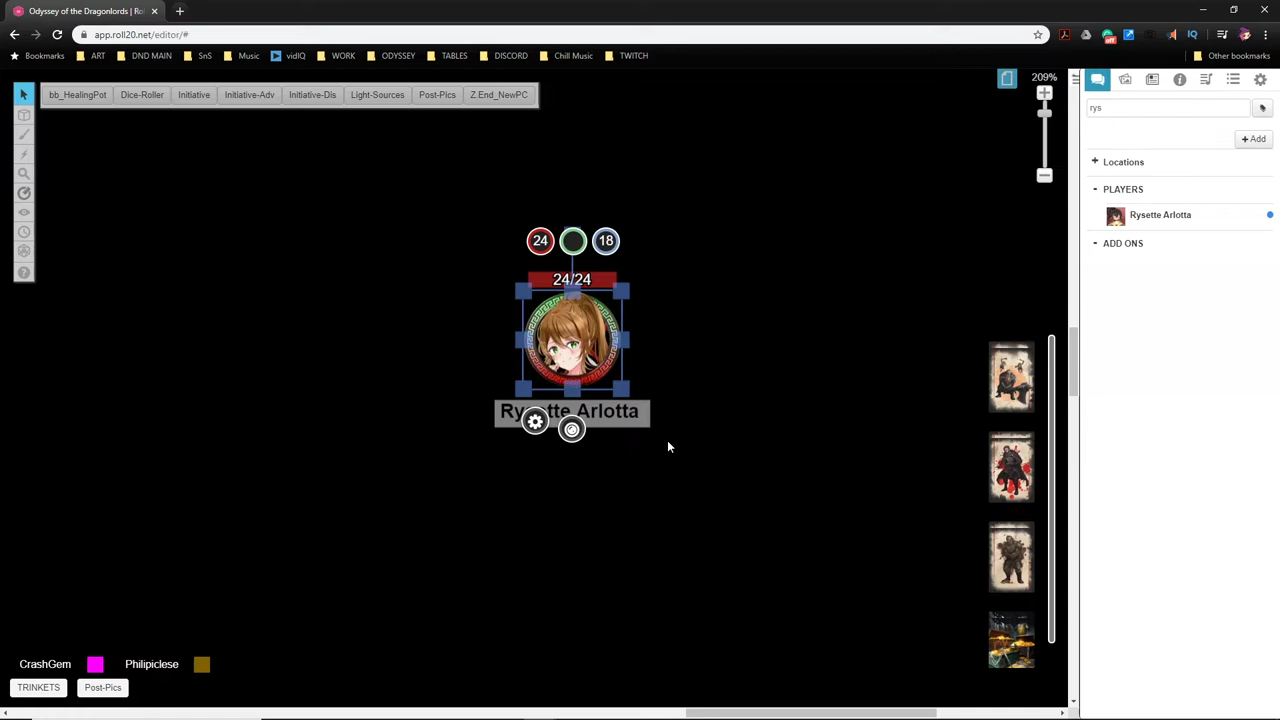 Odyssey of the Dragonlords | Rol
app.roll20.net/editor/#
Bookmarks ART DND MAIN SnS Music vidIQ WORK ODYSSEY TABLES DISCORD Chill Music TWITCH Other bookmarks
off IQ
209%
bb_HealingPot Dice-Roller Initiative Initiative-Adv Initiative-Dis Light-Sources Post-Pics Z.End_NewPC
rys
+ Add
+ Locations
- PLAYERS
Rysette Arlotta
- ADD ONS
24 18
24/24
Rysette Arlotta
CrashGem Philipiclese
TRINKETS Post-Pics